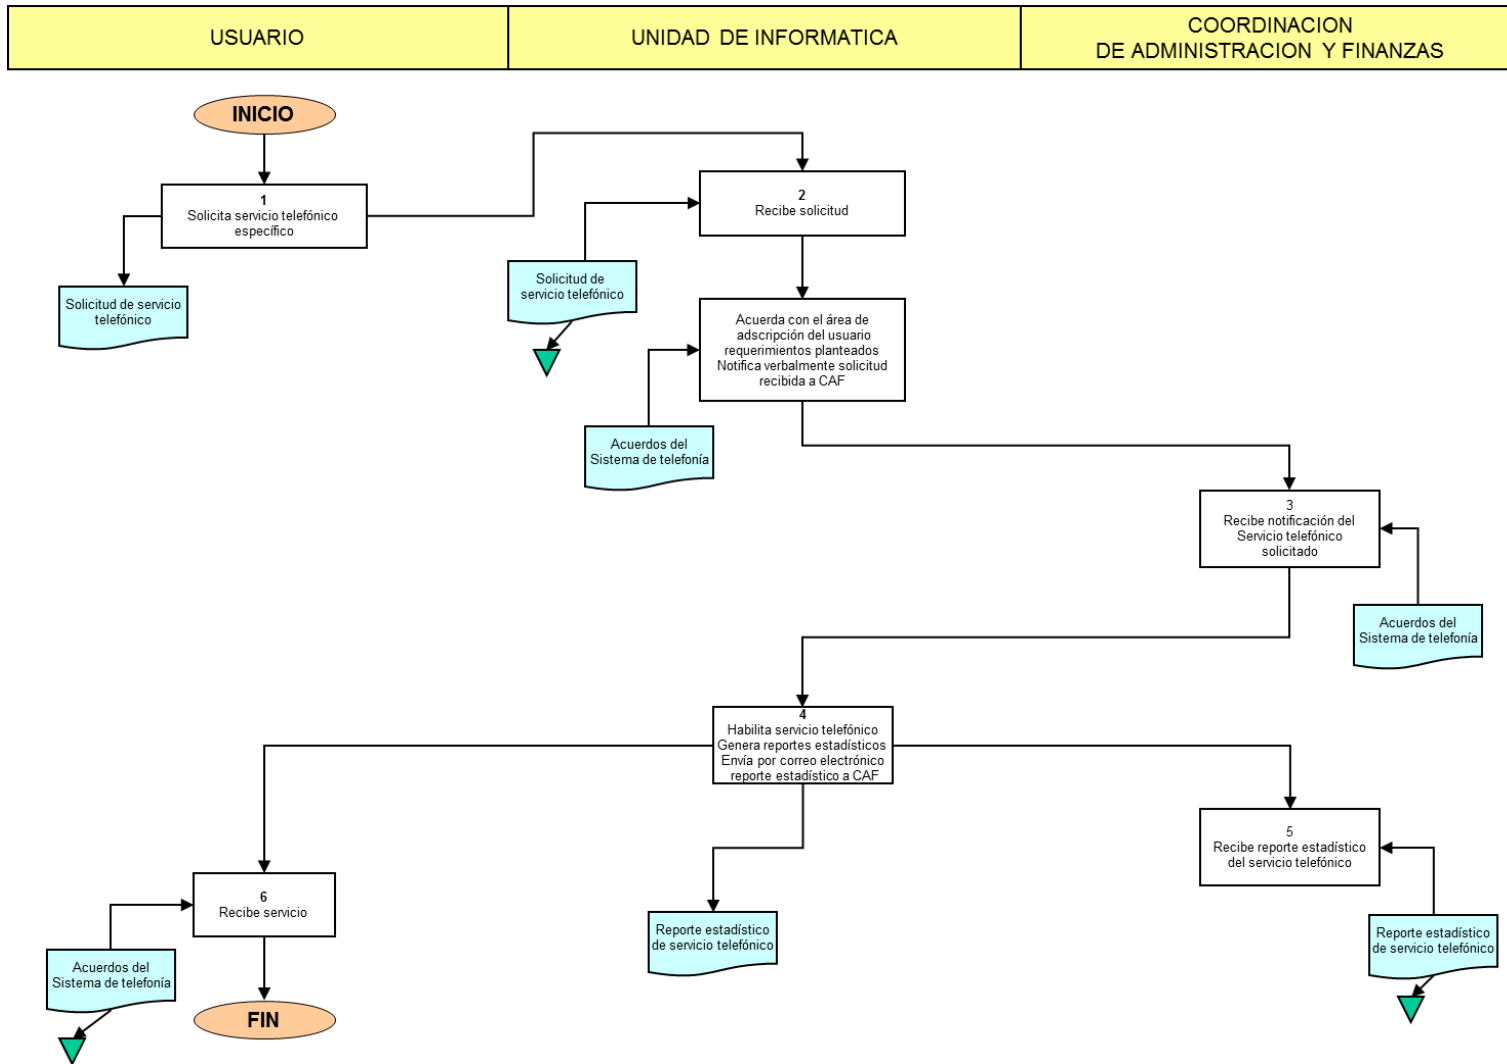 USUARIO
UNIDAD DE INFORMATICA
COORDINACION
DE ADMINISTRACION Y FINANZAS
INICIO
1
Solicita servicio telefónico
específico
2
Recibe solicitud
Solicitud de servicio
telefónico
Solicitud de
servicio telefónico
Acuerda con el área de
adscripción del usuario
requerimientos planteados
Notifica verbalmente solicitud
recibida a CAF
Acuerdos del
Sistema de telefonía
3
Recibe notificación del
Servicio telefónico
solicitado
Acuerdos del
Sistema de telefonía
4
Habilita servicio telefónico
Genera reportes estadísticos
Envía por correo electrónico
reporte estadístico a CAF
5
Recibe reporte estadístico
del servicio telefónico
6
Recibe servicio
Reporte estadístico
de servicio telefónico
Reporte estadístico
de servicio telefónico
Acuerdos del
Sistema de telefonía
FIN